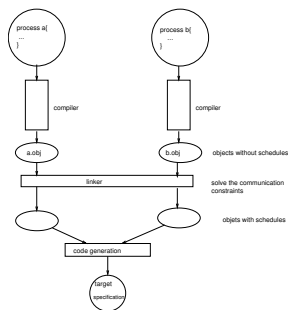 process a{
...
}
process b{
...
}
compiler
compiler
a.obj
b.obj
objects without schedules
linker
solve the communication
constraints
objets with schedules
code generation
target
specification